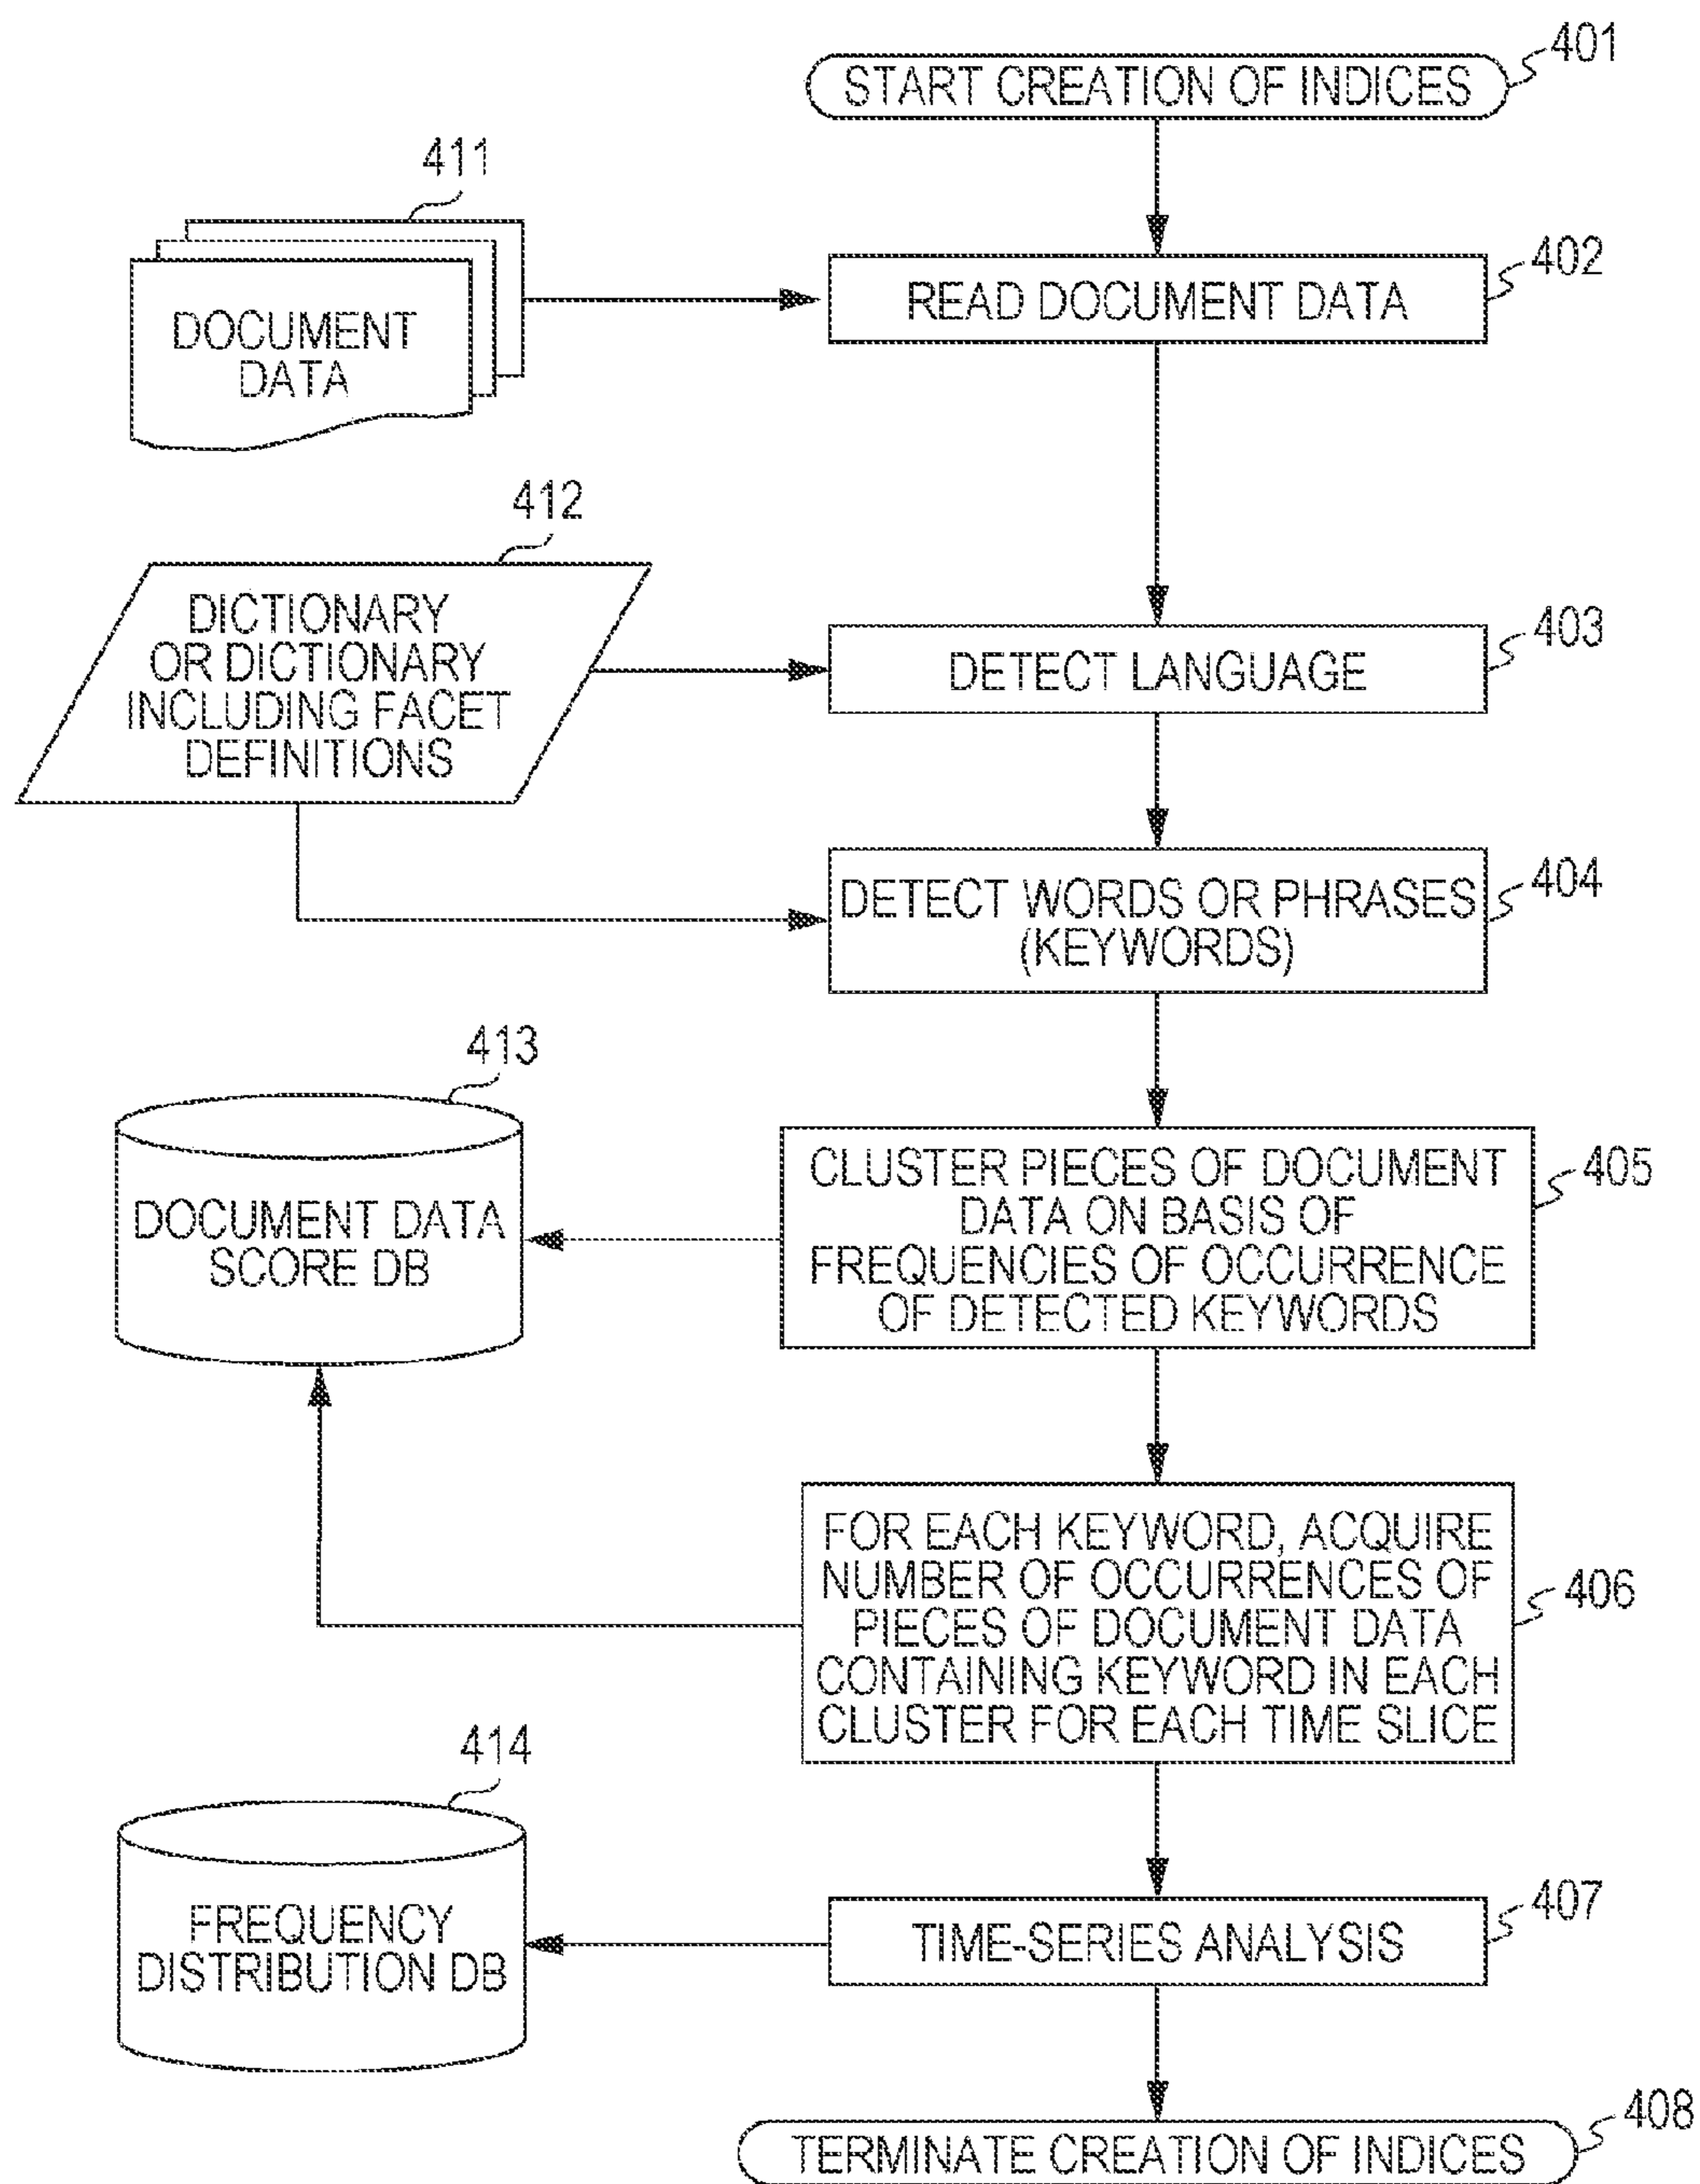 401
START CREATION OF INDICES
411
402
READ DOCUMENT DATA
DOCUMENT
DATA
412
DICTIONARY
OR DICTIONARY
INCLUDING FACET
DEFINITIONS
403
DETECT LANGUAGE
404
DETECT WORDS OR PHRASES
(KEYWORDS)
413
DOCUMENT DATA
SCORE DB
405
CLUSTER PIECES OF DOCUMENT
DATA ON BASIS OF
FREQUENCIES OF OCCURRENCE
OF DETECTED KEYWORDS
406
FOR EACH KEYWORD, ACQUIRE
NUMBER OF OCCURRENCES OF
PIECES OF DOCUMENT DATA
CONTAINING KEYWORD IN EACH
CLUSTER FOR EACH TIME SLICE
414
FREQUENCY
DISTRIBUTION DB
407
TIME-SERIES ANALYSIS
408
TERMINATE CREATION OF INDICES